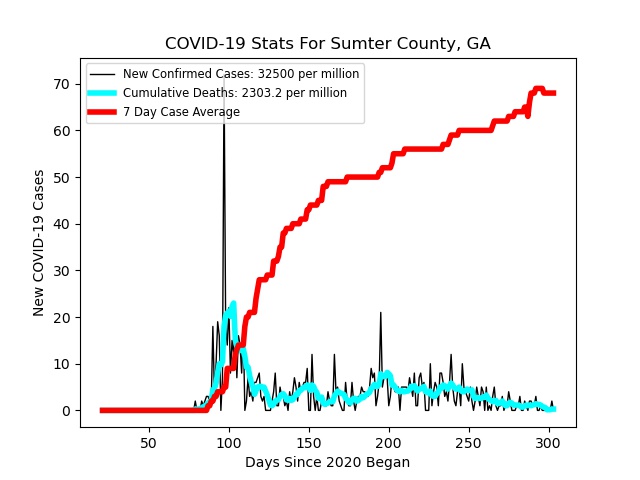 COVID-19 Stats For Sumter County, GA
New Confirmed Cases: 32500 per million
Cumulative Deaths: 2303.2 per million
7 Day Case Average
New COVID-19 Cases
70
60
50
40
30
20
10
0
50 100 150 200 250 300
Days Since 2020 Began